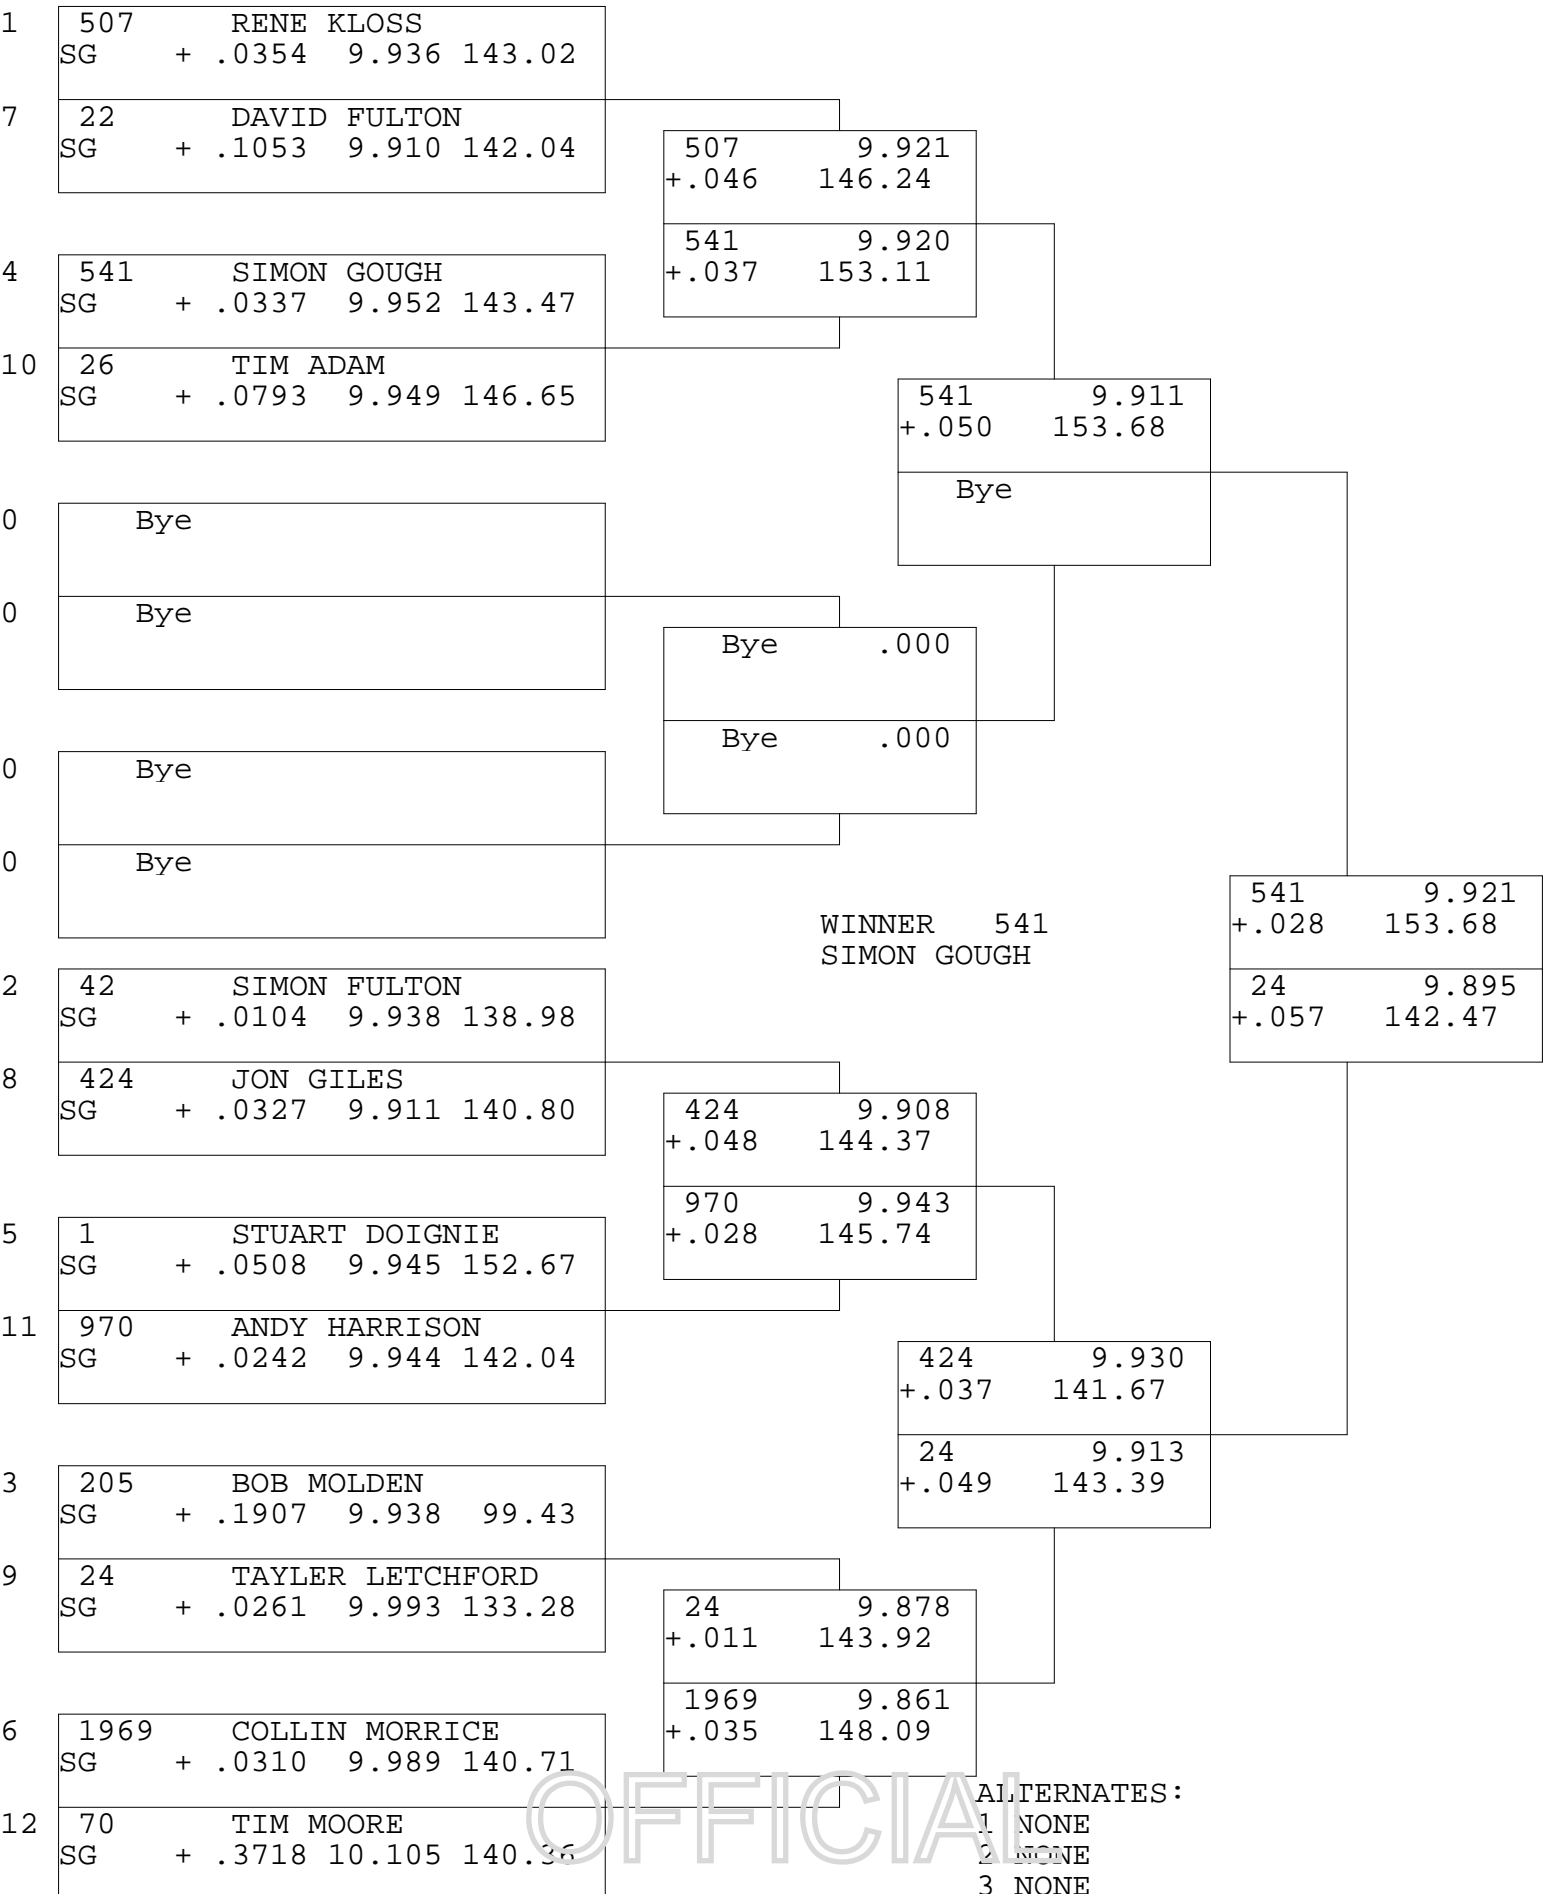 1 507 RENE KLOSS
SG + .0354 9.936 143.02
7 22 DAVID FULTON
SG + .1053 9.910 142.04
507 9.921
+.046 146.24
541 9.920
+.037 153.11
4 541 SIMON GOUGH
SG + .0337 9.952 143.47
10 26 TIM ADAM
SG + .0793 9.949 146.65
541 9.911
+.050 153.68
Bye
0 Bye
0 Bye
Bye .000
Bye .000
0 Bye
0 Bye
WINNER 541
SIMON GOUGH
541 9.921
+.028 153.68
24 9.895
+.057 142.47
2 42 SIMON FULTON
SG + .0104 9.938 138.98
8 424 JON GILES
SG + .0327 9.911 140.80
424 9.908
+.048 144.37
970 9.943
+.028 145.74
5 1 STUART DOIGNIE
SG + .0508 9.945 152.67
11 970 ANDY HARRISON
SG + .0242 9.944 142.04
424 9.930
+.037 141.67
24 9.913
+.049 143.39
3 205 BOB MOLDEN
SG + .1907 9.938 99.43
9 24 TAYLER LETCHFORD
SG + .0261 9.993 133.28
24 9.878
+.011 143.92
1969 9.861
+.035 148.09
6 1969 COLLIN MORRICE
SG + .0310 9.989 140.71
12 70 TIM MOORE
SG + .3718 10.105 140.36
OFFICIAL
ALTERNATES:
1 NONE
2 NONE
3 NONE